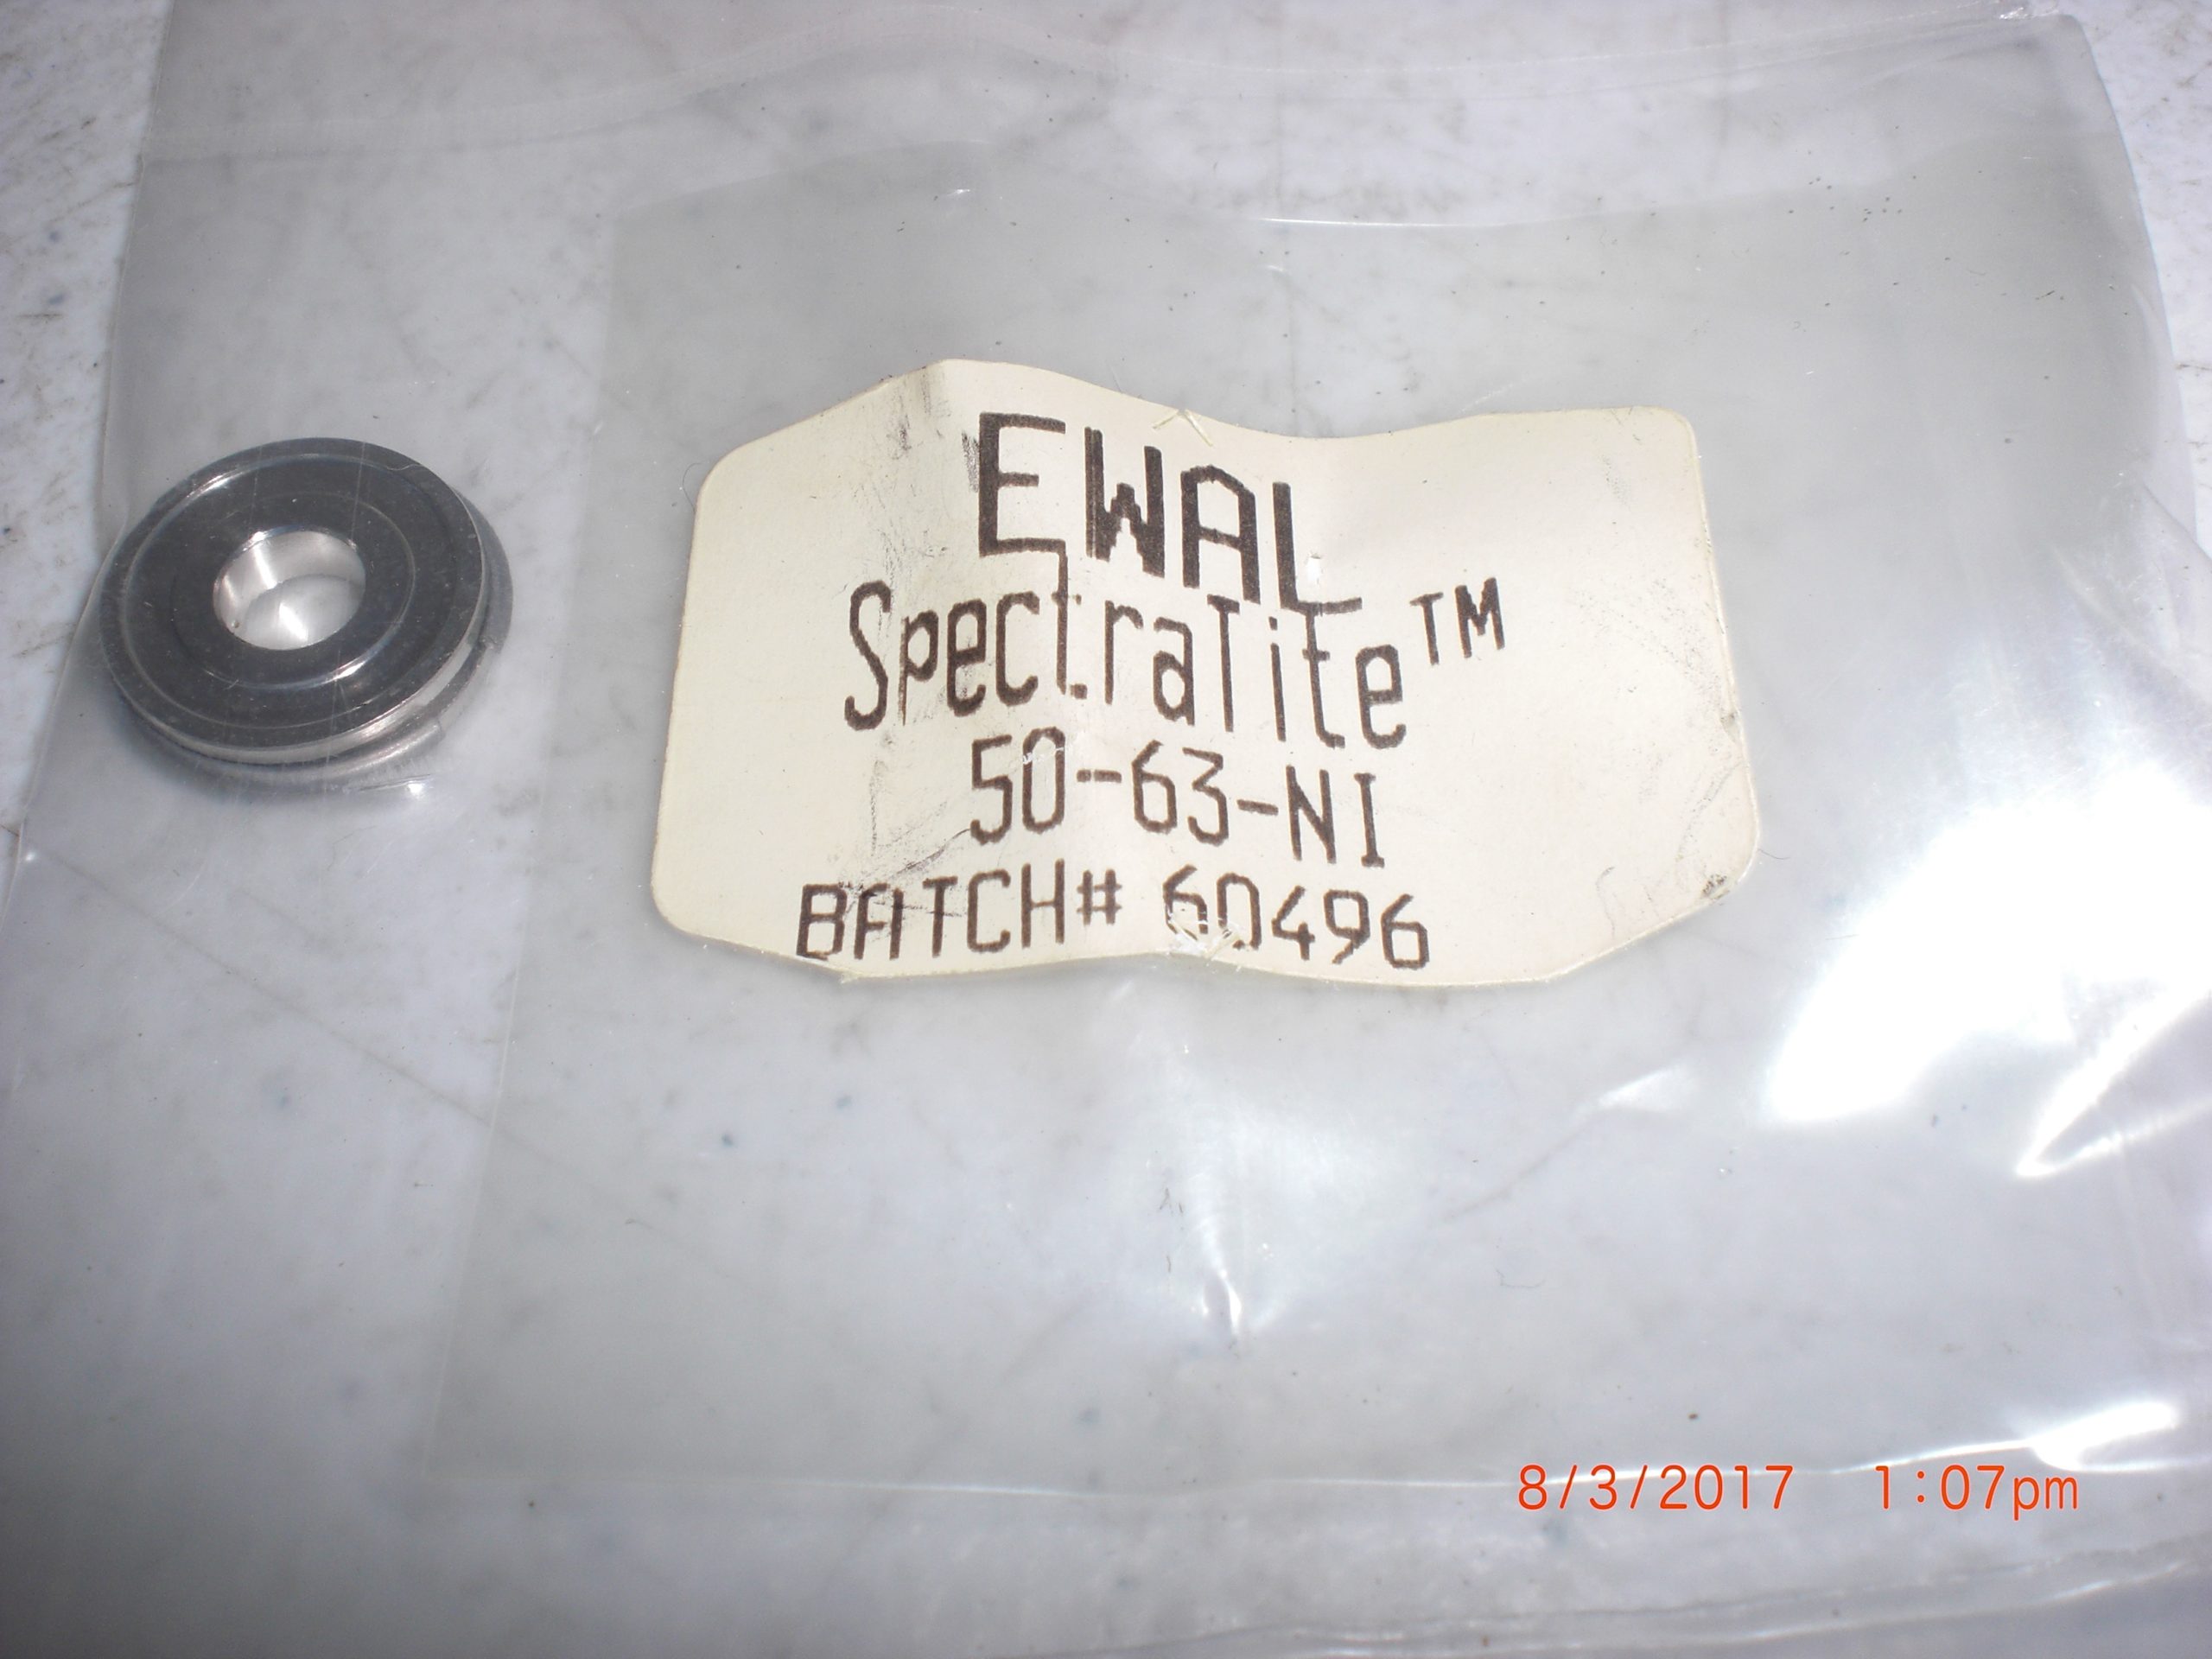 EWAL
SpectraTite™
50-63-NI
BATCH# 60496
8/3/2017 1:07pm